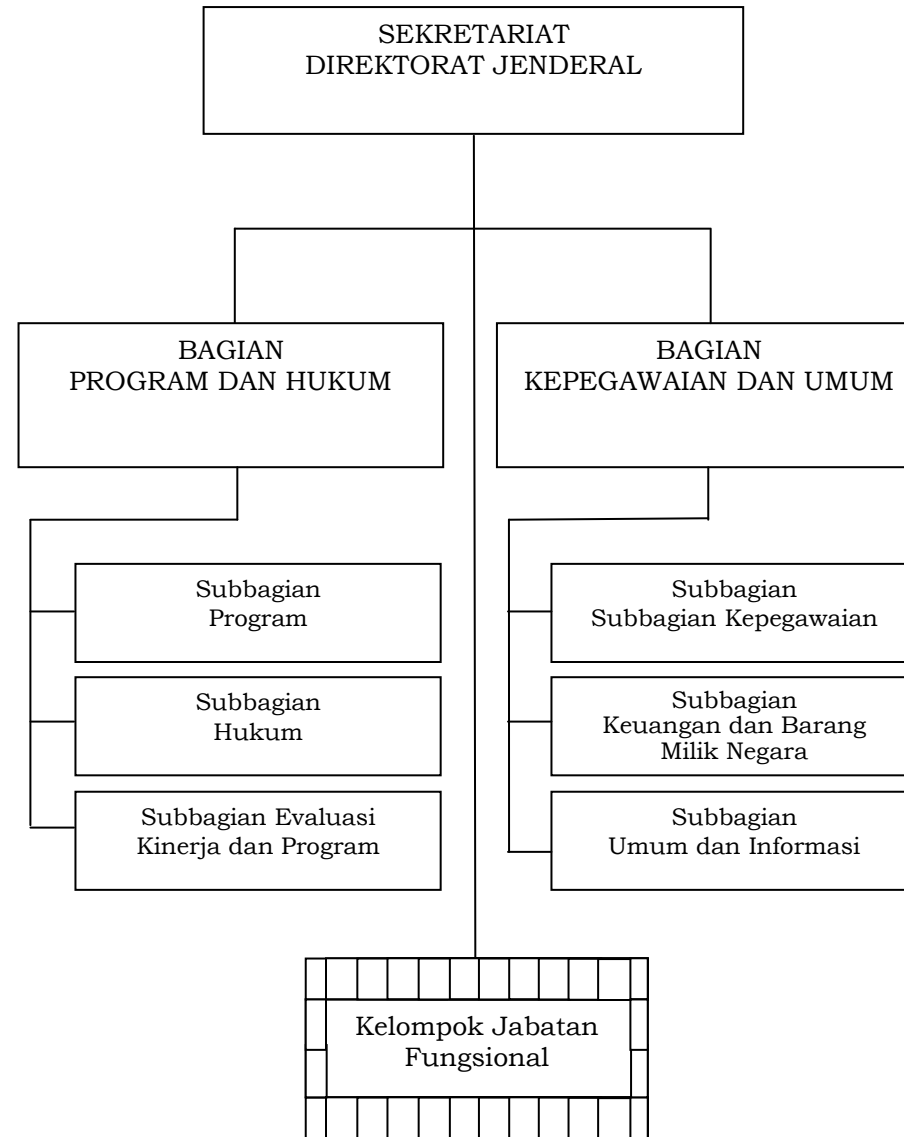 SEKRETARIAT
DIREKTORAT JENDERAL
BAGIAN
PROGRAM DAN HUKUM
BAGIAN
KEPEGAWAIAN DAN UMUM
Subbagian
Program
Subbagian
Hukum
Subbagian Evaluasi
Kinerja dan Program
Subbagian
Subbagian Kepegawaian
Subbagian
Keuangan dan Barang
Milik Negara
Subbagian
Umum dan Informasi
Kelompok Jabatan
Fungsional